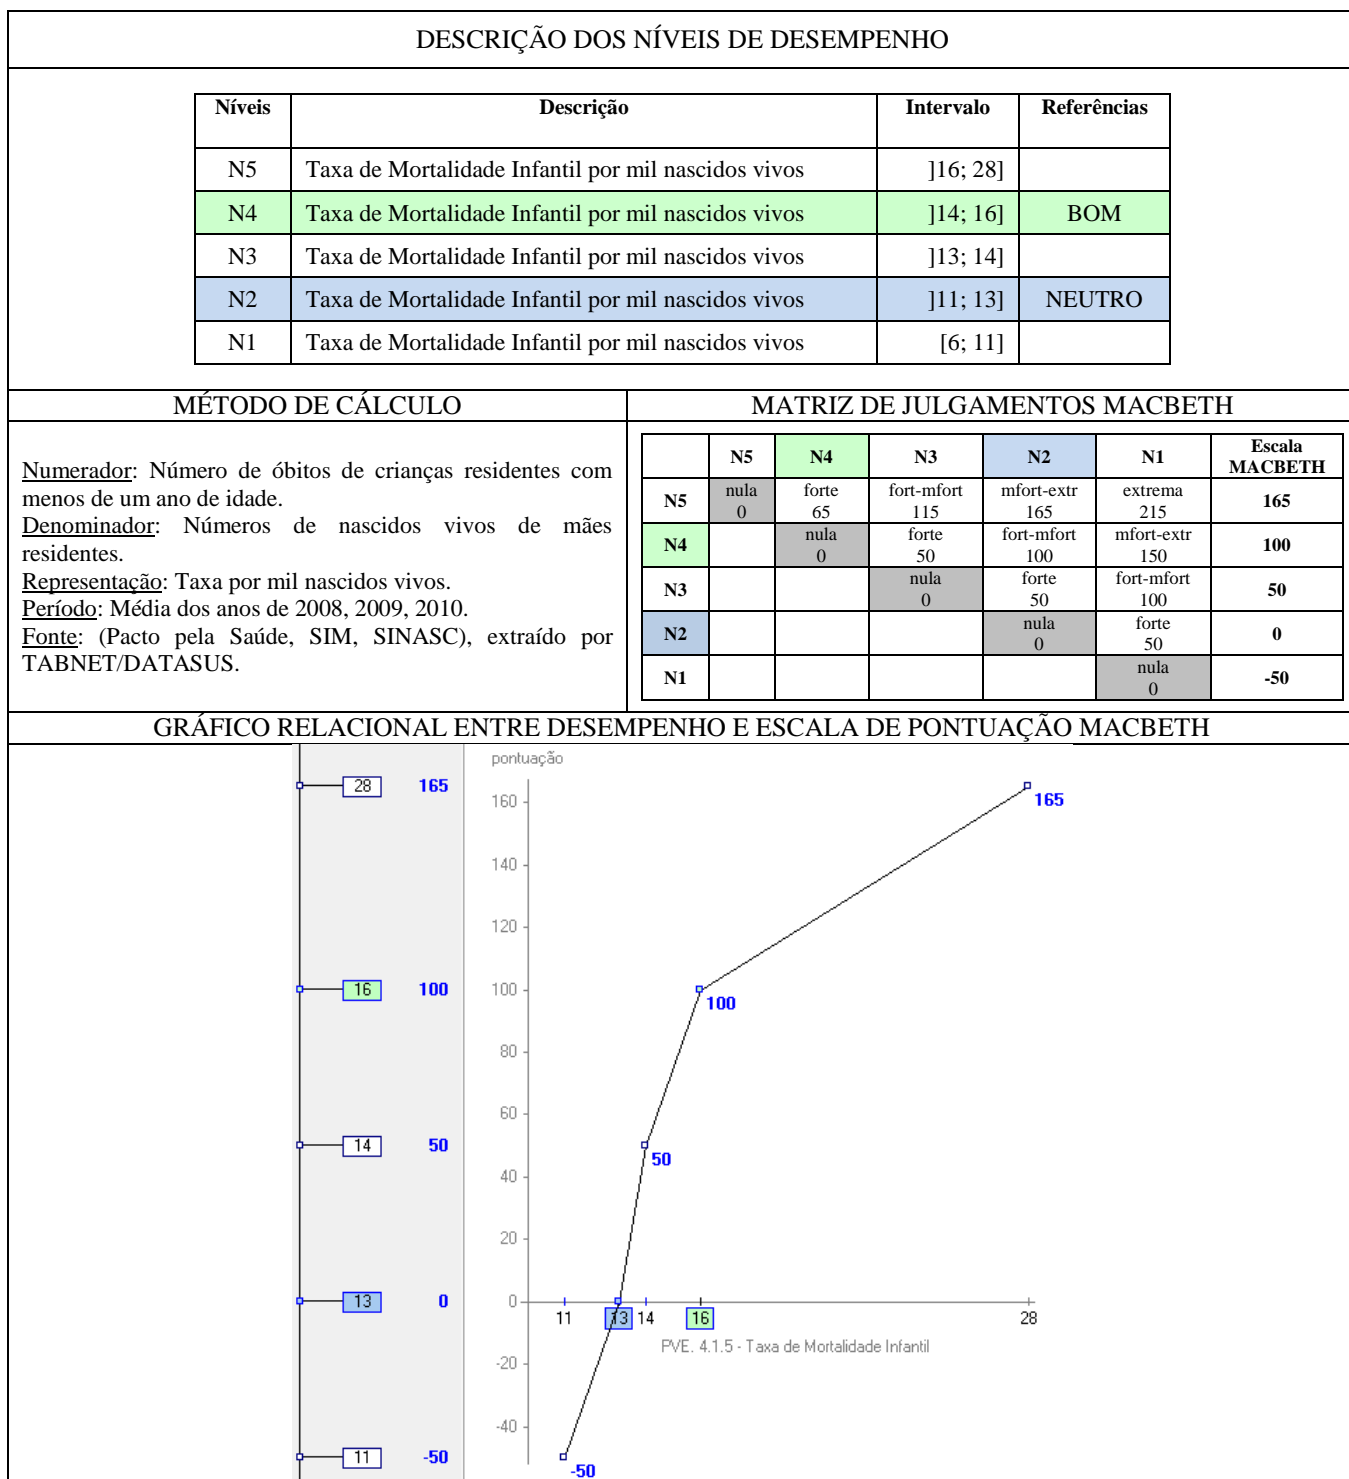 DESCRIÇÃO DOS NÍVEIS DE DESEMPENHO
Níveis Descrição Intervalo Referências
N5 Taxa de Mortalidade Infantil por mil nascidos vivos ]16; 28]
N4 Taxa de Mortalidade Infantil por mil nascidos vivos ]14; 16] BOM
N3 Taxa de Mortalidade Infantil por mil nascidos vivos ]13; 14]
N2 Taxa de Mortalidade Infantil por mil nascidos vivos ]11; 13] NEUTRO
N1 Taxa de Mortalidade Infantil por mil nascidos vivos [6; 11]
MÉTODO DE CÁLCULO
Numerador: Número de óbitos de crianças residentes com
menos de um ano de idade.
Denominador: Números de nascidos vivos de mães
residentes.
Representação: Taxa por mil nascidos vivos.
Período: Média dos anos de 2008, 2009, 2010.
Fonte: (Pacto pela Saúde, SIM, SINASC), extraído por
TABNET/DATASUS.
MATRIZ DE JULGAMENTOS MACBETH
N5 N4 N3 N2 N1 Escala
MACBETH
nula forte fort-mfort mfort-extr extrema
N5 0 65 115 165 215 165
nula forte fort-mfort mfort-extr
N4 0 50 100 150 100
nula forte fort-mfort
N3 0 50 100 50
nula forte
N2 0 50 0
nula
N1 0 -50
GRÁFICO RELACIONAL ENTRE DESEMPENHO E ESCALA DE PONTUAÇÃO MACBETH
28 165
16 100
14 50
13 0
11 -50
pontuação
160
140
120
100
80
60
40
20
0
-20
-40
165
100
50
-50
11 13 14 16 28
PVE. 4.1.5 - Taxa de Mortalidade Infantil